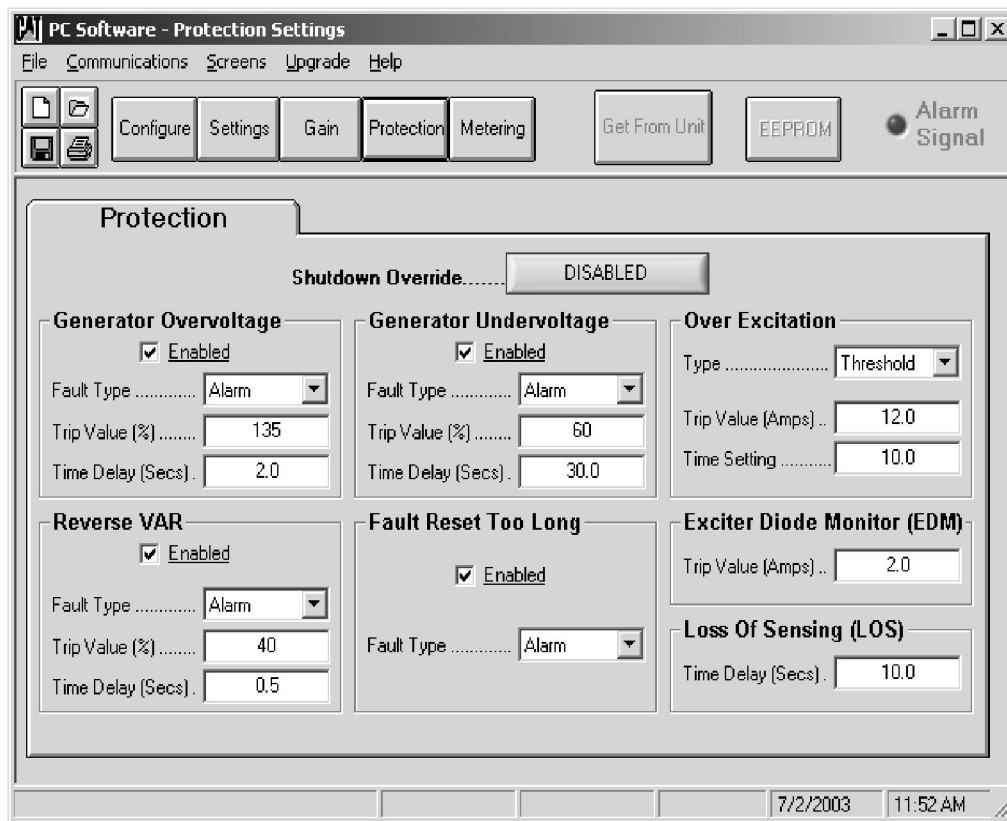 PC Software - Protection Settings
File Communications Screens Upgrade Help
Configure Settings Gain Protection Metering Get From Unit EEPROM Alarm Signal
Protection
Shutdown Override....... DISABLED
Generator Overvoltage
Enabled
Fault Type ............ Alarm
Trip Value (%) ........ 135
Time Delay (Secs) . 2.0
Generator Undervoltage
Enabled
Fault Type ............ Alarm
Trip Value (%) ........ 60
Time Delay (Secs) . 30.0
Over Excitation
Type ..................... Threshold
Trip Value (Amps) .. 12.0
Time Setting .......... 10.0
Reverse VAR
Enabled
Fault Type ............ Alarm
Trip Value (%) ........ 40
Time Delay (Secs) . 0.5
Fault Reset Too Long
Enabled
Fault Type ............ Alarm
Exciter Diode Monitor (EDM)
Trip Value (Amps) .. 2.0
Loss Of Sensing (LOS)
Time Delay (Secs) . 10.0
7/2/2003 11:52 AM